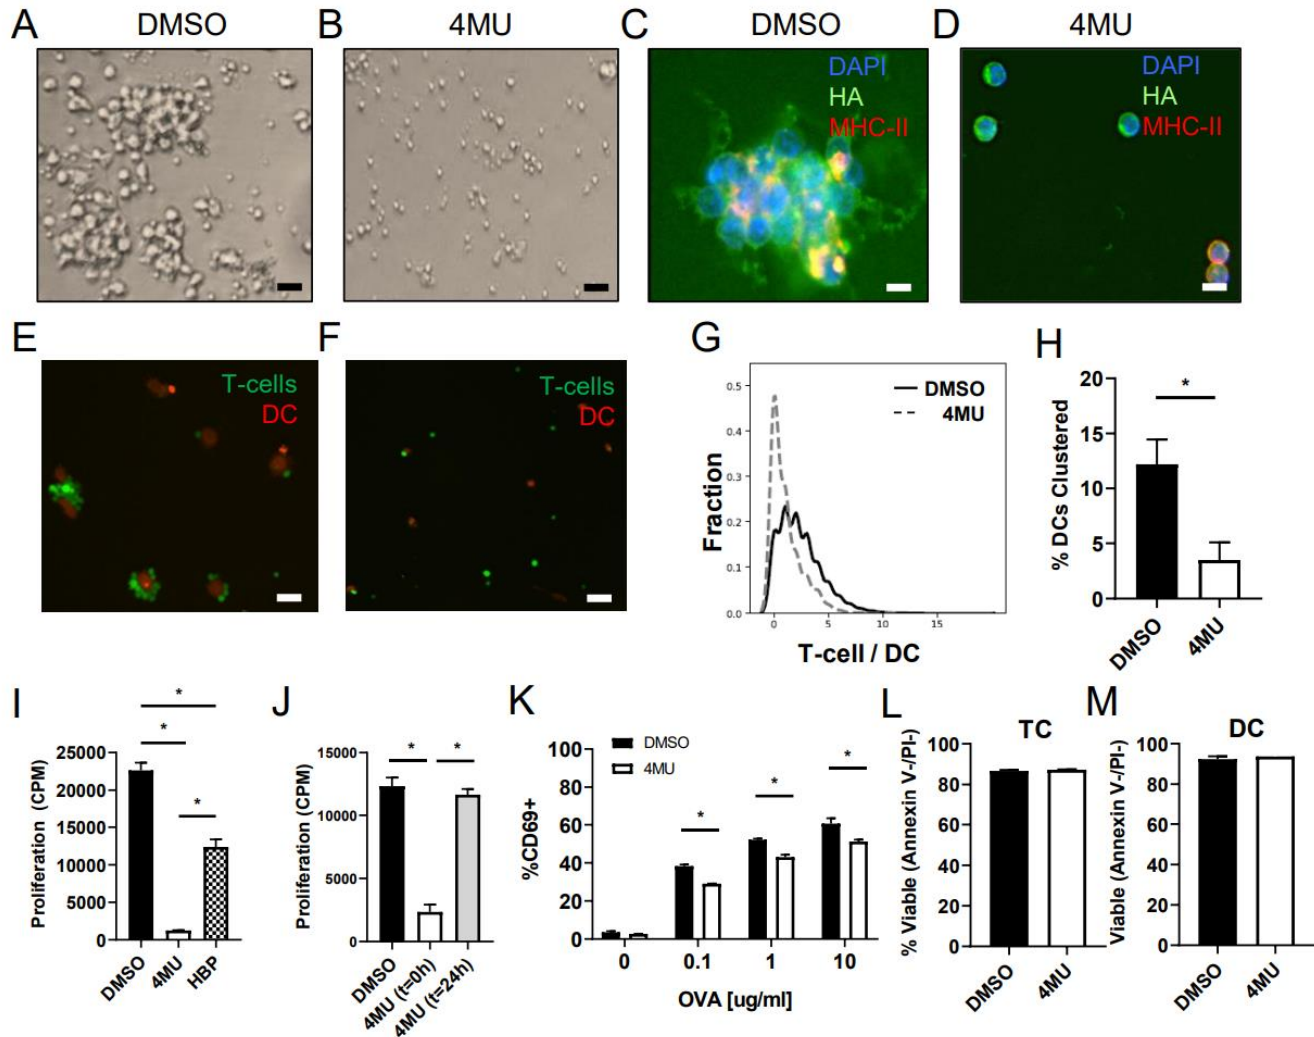 A DMSO
B 4MU
C DMSO
D 4MU
DAPI
HA
MHC-II
DAPI
HA
MHC-II
E
T-cells
DC
F
T-cells
DC
G
DMSO
4MU
Fraction
0.5
0.4
0.3
0.2
0.1
0.0
0 5 10 15
T-cell / DC
H
% DCs Clustered
20
15
10
5
0
*
DMSO
4MU
I
Proliferation (CPM)
25000
20000
15000
10000
5000
0
*
*
*
DMSO
4MU
HBP
J
Proliferation (CPM)
15000
10000
5000
0
* *
DMSO
4MU (t=0h)
4MU (t=24h)
K
DMSO
4MU
%CD69+
100
80
60
40
20
0
*
*
*
0 0.1 1 10
OVA [ug/ml]
L
TC
% Viable (Annexin V-/PI-)
100
80
60
40
20
0
DMSO
4MU
M
DC
Viable (Annexin V-/PI-)
100
80
60
40
20
0
DMSO
4MU